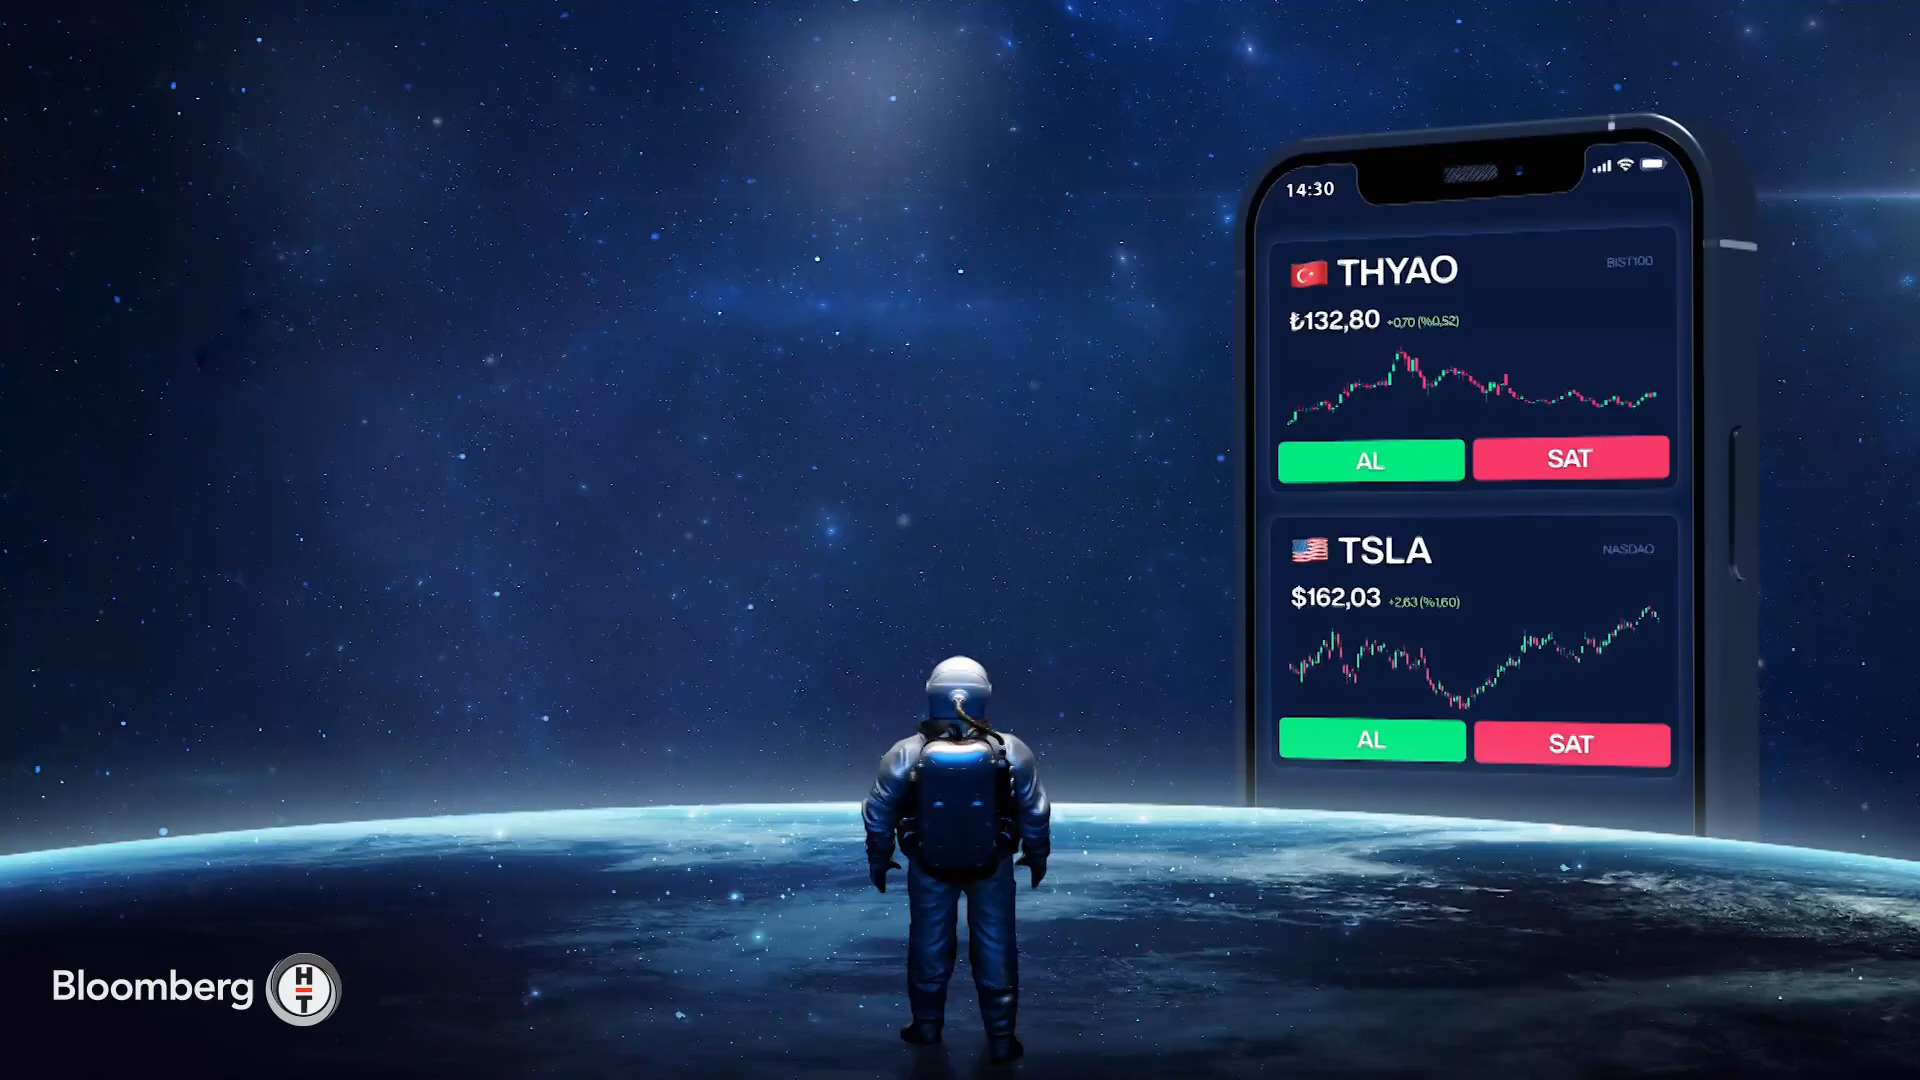 14:30
THYAO
BIST100
₺132,80 +0,70 (%0,52)
AL
SAT
TSLA
NASDAQ
$162,03 +2,63 (%1,60)
AL
SAT
Bloomberg HT